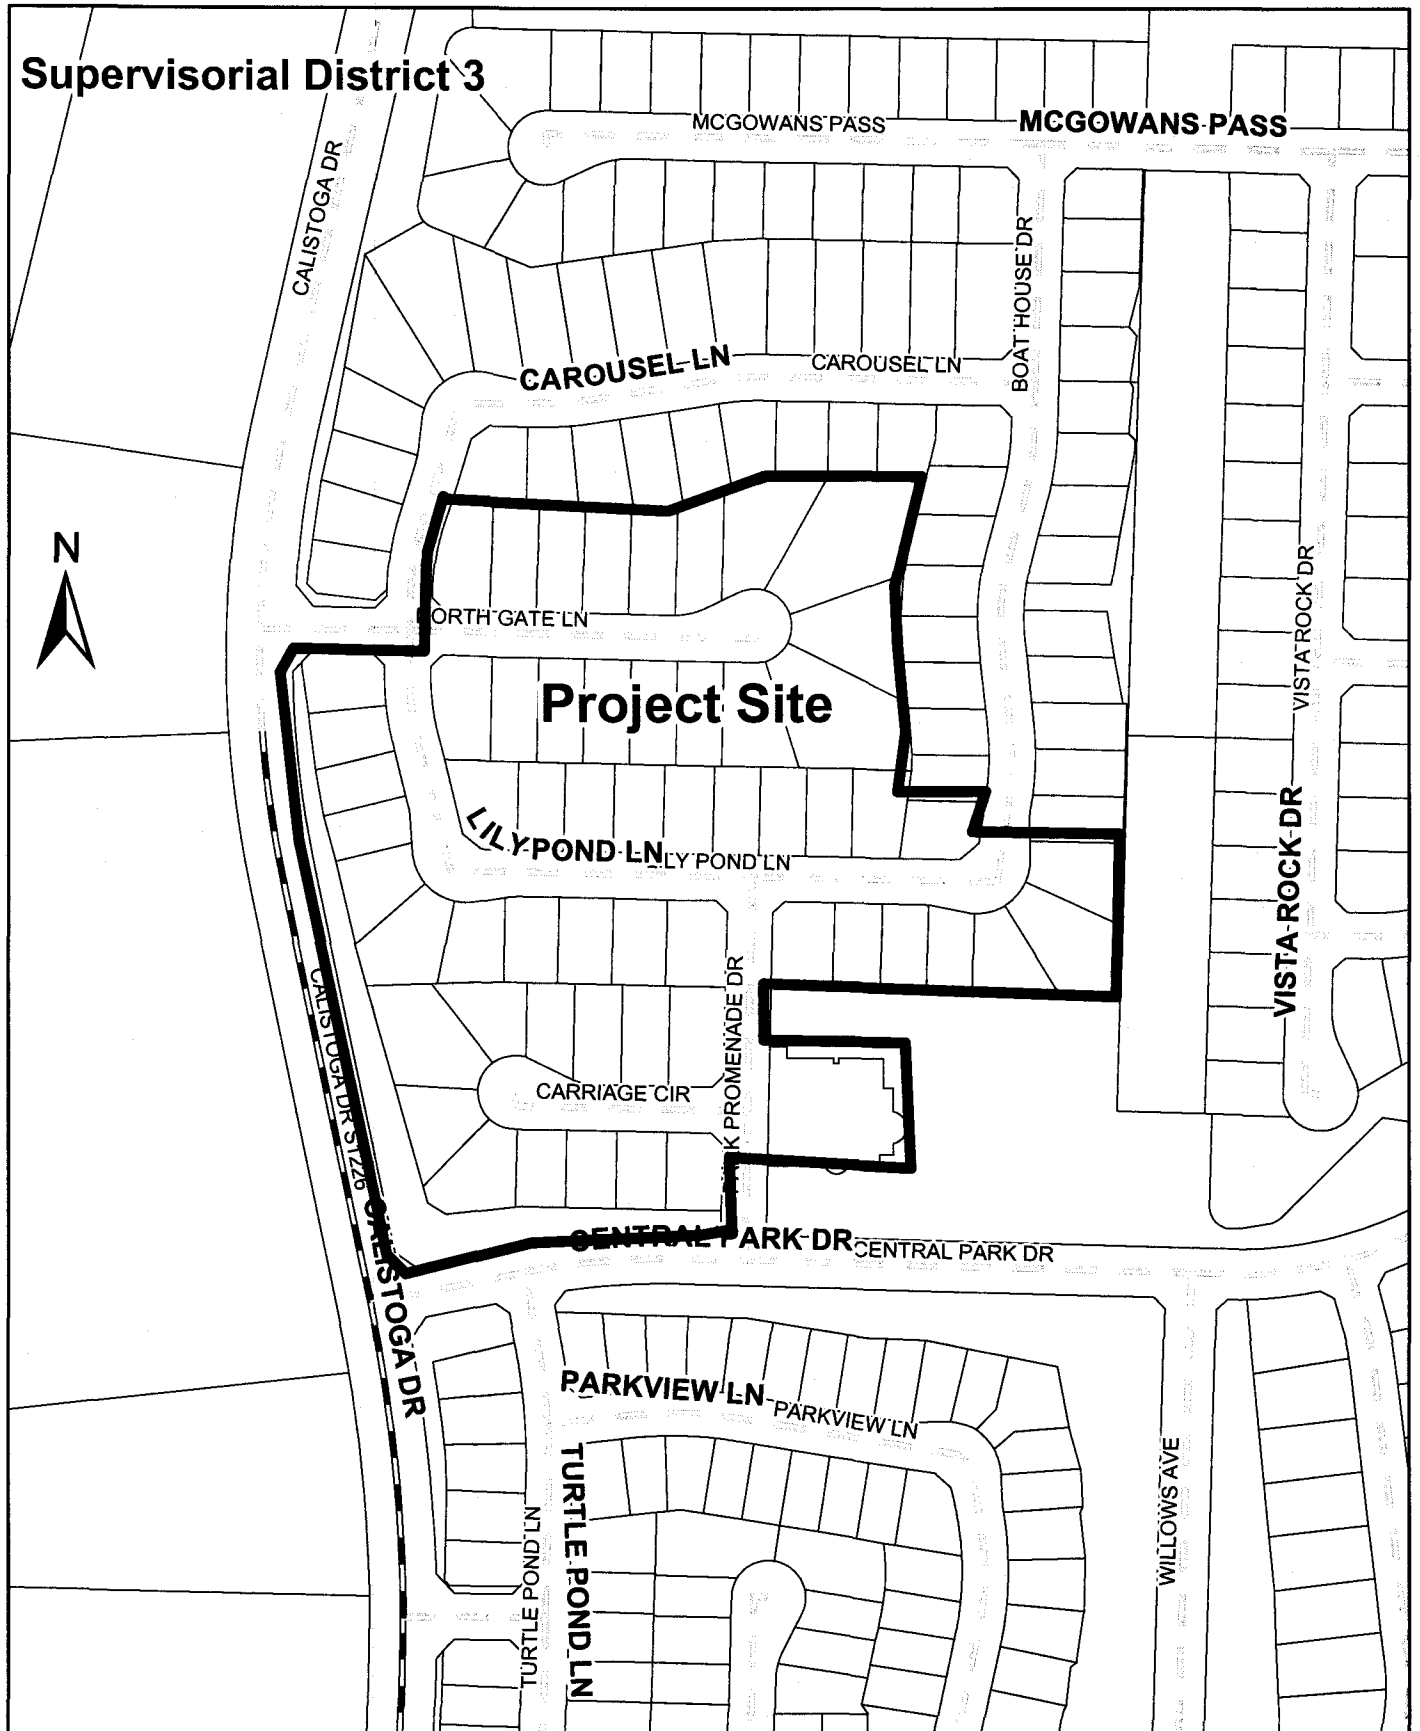 Supervisorial District 3
MCGOWANS PASS
MCGOWANS PASS
CALISTOGA DR
BOAT HOUSE DR
CAROUSEL LN
CAROUSEL LN
N
ORTH GATE LN
VISTA ROCK DR
Project Site
LILY POND LN
LY POND LN
VISTA ROCK DR
CALISTOGA DR
PROMENADE DR
CARRIAGE CIR
CENTRAL PARK DR
CENTRAL PARK DR
CALISTOGA DR
PARKVIEW LN
PARKVIEW LN
TURTLE POND LN
TURTLE POND LN
WILLOWS AVE